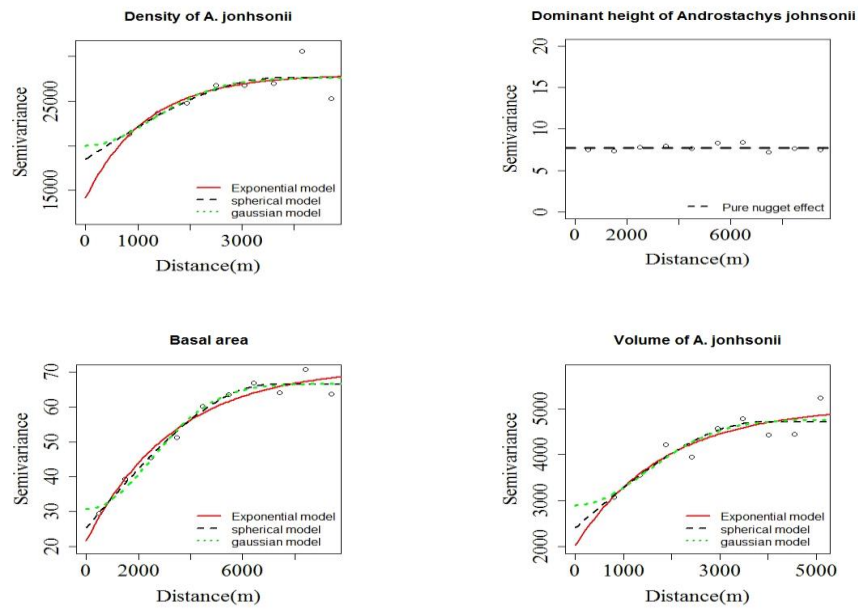 Density of A. jonhsonii
Semivariance
15000
25000
Exponential model
spherical model
gaussian model
0
1000
3000
Distance(m)
Dominant height of Androstachys johnsonii
Semivariance
0
5
10
15
20
Pure nugget effect
0
2000
6000
Distance(m)
Basal area
Semivariance
20
30
40
50
60
70
Exponential model
spherical model
gaussian model
0
2000
6000
Distance(m)
Volume of A. jonhsonii
Semivariance
2000
3000
4000
5000
Exponential model
spherical model
gaussian model
0
1000
3000
5000
Distance(m)